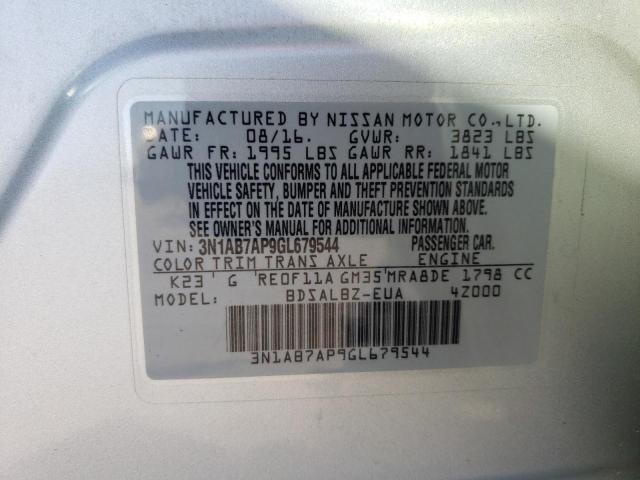 MANUFACTURED BY NISSAN MOTOR CO.,LTD.
DATE: 08/16. GVWR: 3823 LBS
GAWR FR: 1995 LBS GAWR RR: 1841 LBS
THIS VEHICLE CONFORMS TO ALL APPLICABLE FEDERAL MOTOR
VEHICLE SAFETY, BUMPER AND THEFT PREVENTION STANDARDS
IN EFFECT ON THE DATE OF MANUFACTURE SHOWN ABOVE.
SEE OWNER'S MANUAL FOR ADDITIONAL INFORMATION.
VIN: 3N1AB7AP9GL679544 PASSENGER CAR.
COLOR TRIM TRANS AXLE ENGINE
K23 G RE0F11A GM35 MRA8DE 1798 CC
MODEL: BDSALBZ-EUA 4Z000
3N1AB7AP9GL679544